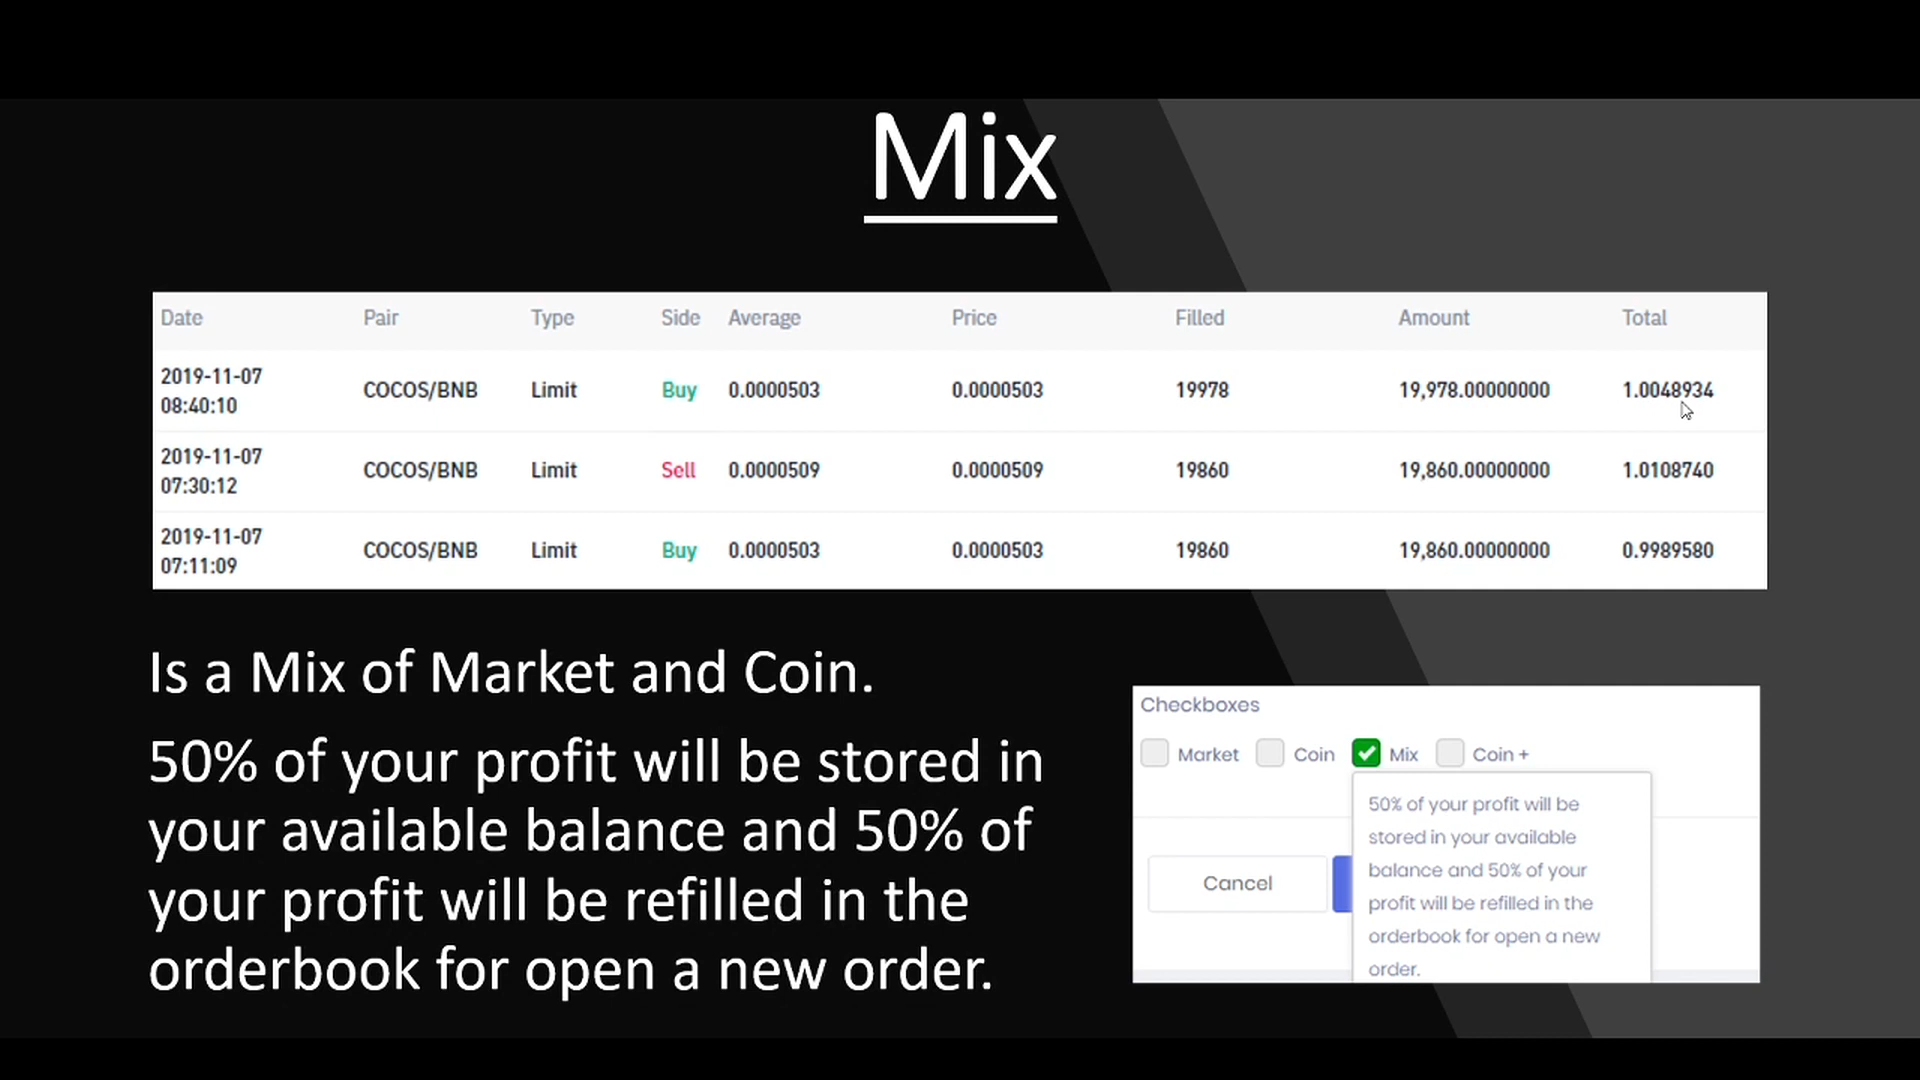 Mix
Date Pair Type Side Average Price Filled Amount Total
2019-11-07
08:40:10 COCOS/BNB Limit Buy 0.0000503 0.0000503 19978 19,978.00000000 1.0048934
2019-11-07
07:30:12 COCOS/BNB Limit Sell 0.0000509 0.0000509 19860 19,860.00000000 1.0108740
2019-11-07
07:11:09 COCOS/BNB Limit Buy 0.0000503 0.0000503 19860 19,860.00000000 0.9989580
Is a Mix of Market and Coin.
50% of your profit will be stored in
your available balance and 50% of
your profit will be refilled in the
orderbook for open a new order.
Checkboxes
Market Coin Mix Coin +
50% of your profit will be
stored in your available
balance and 50% of your
profit will be refilled in the
orderbook for open a new
order.
Cancel